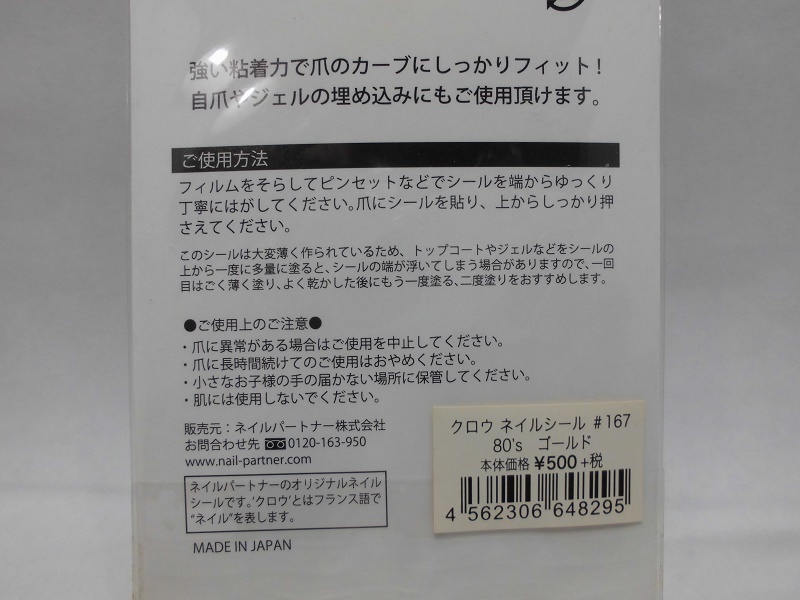 強い粘着力で爪のカーブにしっかりフィット！
自爪やジェルの埋め込みにもご使用頂けます。
ご使用方法
フィルムをそらしてピンセットなどでシールを端からゆっくり
丁寧にはがしてください。爪にシールを貼り、上からしっかり押
さえてください。
このシールは大変薄く作られているため、トップコートやジェルなどをシールの
上から一度に多量に塗ると、シールの端が浮いてしまう場合がありますので、一回
目はごく薄く塗り、よく乾かした後にもう一度塗る、二度塗りをおすすめします。
●ご使用上のご注意●
・爪に異常がある場合はご使用を中止してください。
・爪に長時間続けてのご使用はおやめください。
・小さなお子様の手の届かない場所に保管してください。
・肌には使用しないでください。
販売元：ネイルパートナー株式会社
お問合わせ先 0120-163-950
www.nail-partner.com
ネイルパートナーのオリジナルネイル
シールです。'クロウ'とはフランス語で
"ネイル"を表します。
MADE IN JAPAN
クロウ ネイルシール #167
80's ゴールド
本体価格 ¥500 +税
4 562306 648295